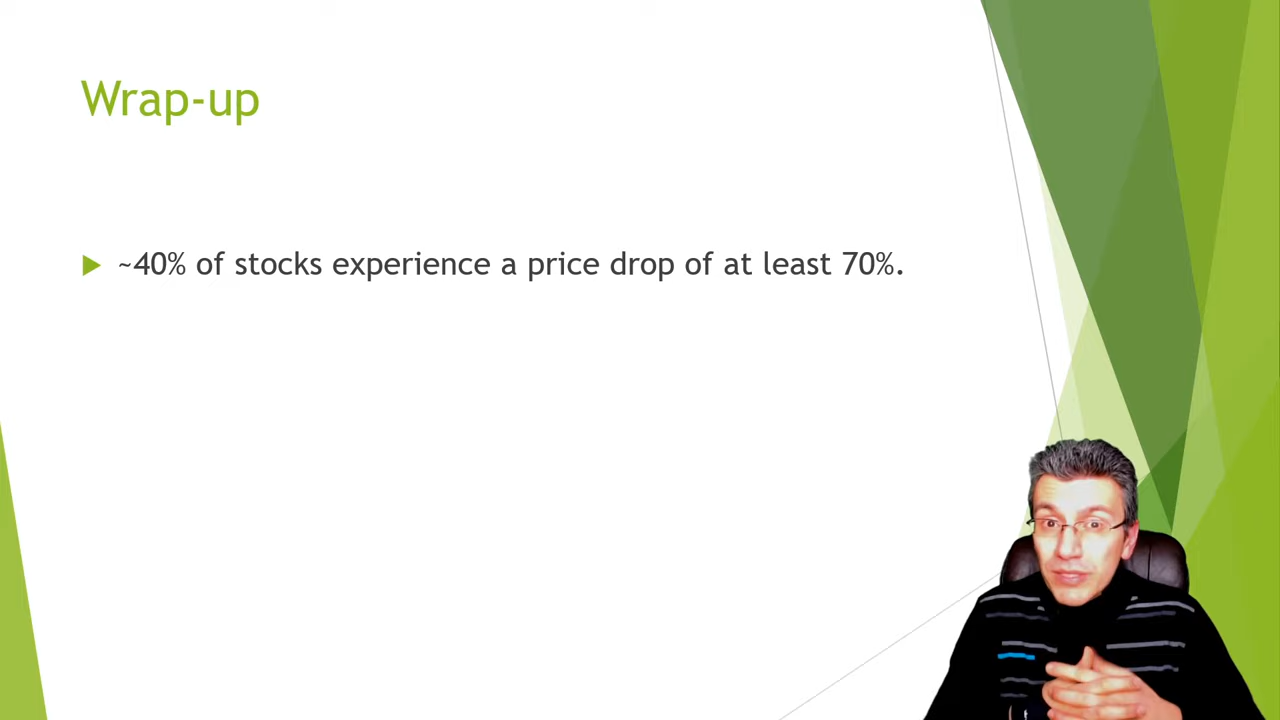 Wrap-up
~40% of stocks experience a price drop of at least 70%.